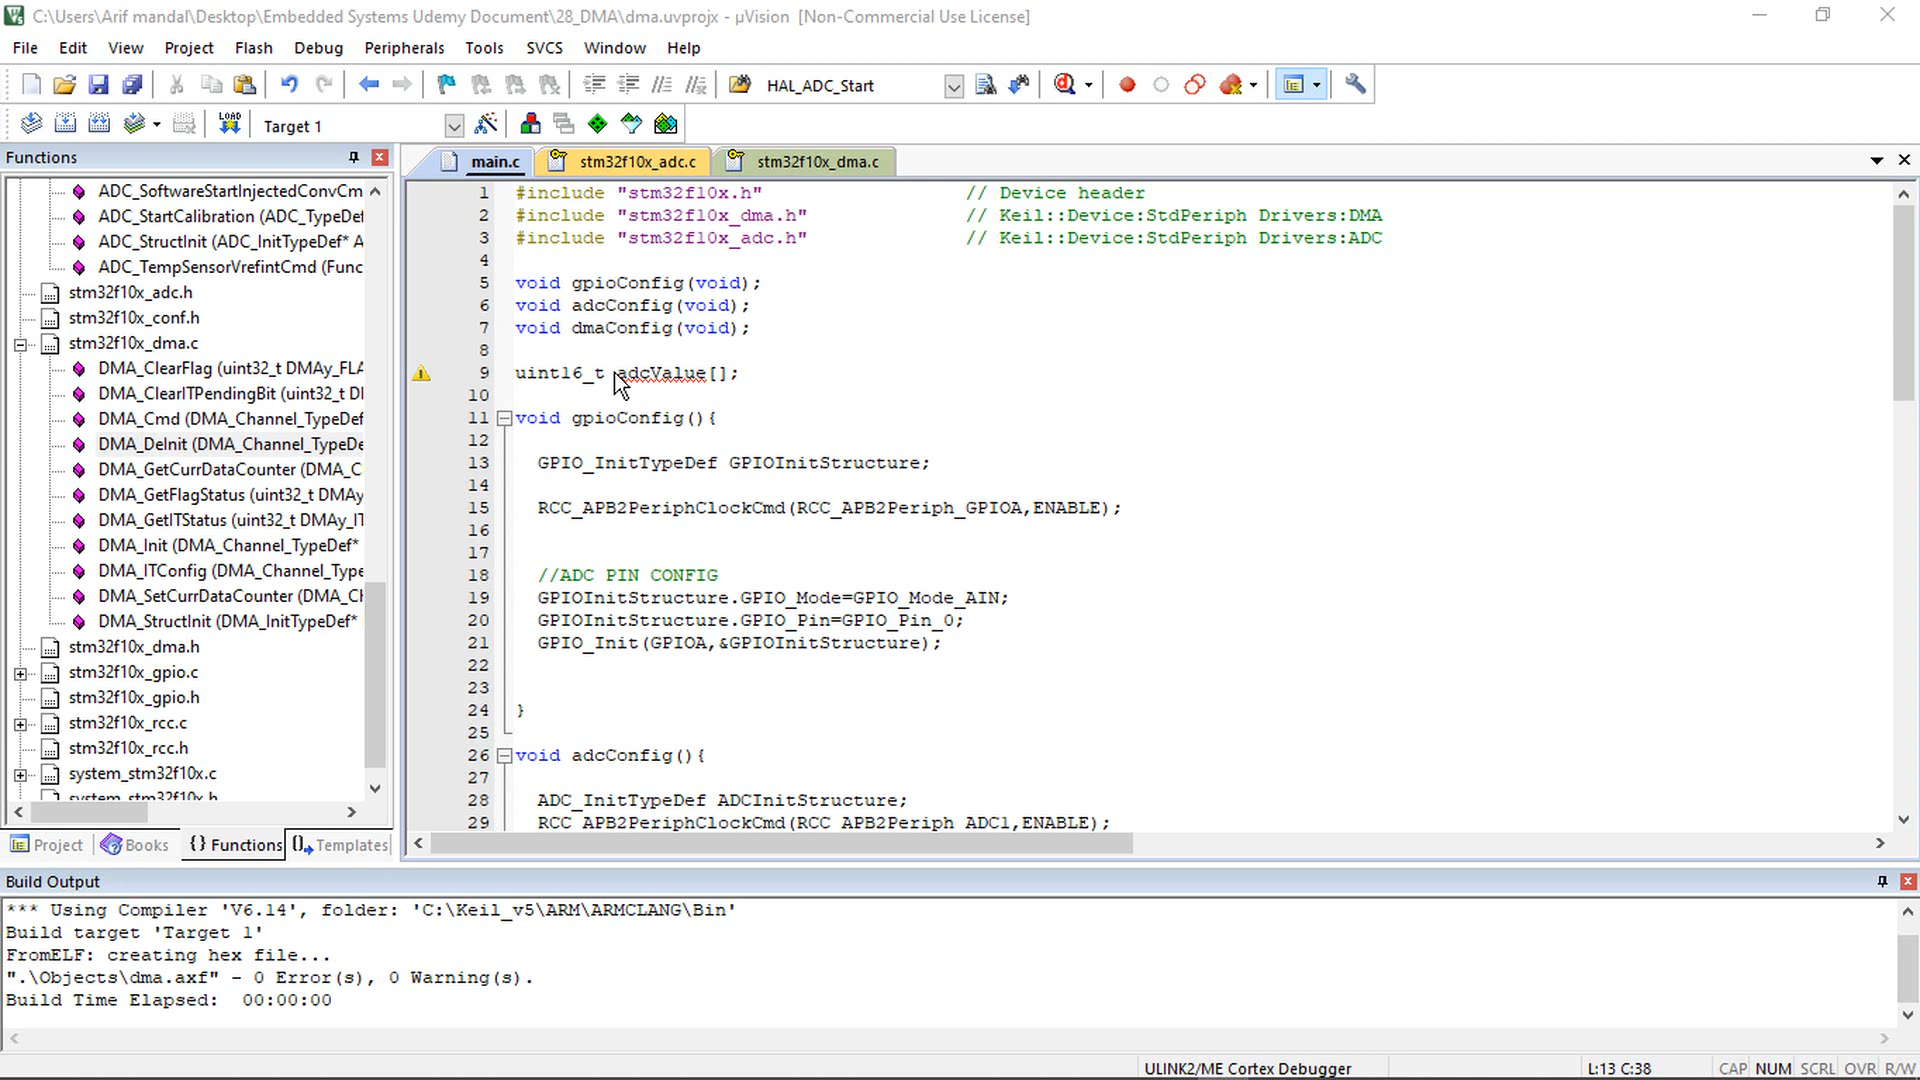 C:\Users\Arif mandal\Desktop\Embedded Systems Udemy Document\28_DMA\dma.uvprojx - µVision [Non-Commercial Use License]
File Edit View Project Flash Debug Peripherals Tools SVCS Window Help
HAL_ADC_Start
LOAD Target 1
Functions
main.c stm32f10x_adc.c stm32f10x_dma.c
ADC_SoftwareStartInjectedConvCm
ADC_StartCalibration (ADC_TypeDef
ADC_StructInit (ADC_InitTypeDef* A
ADC_TempSensorVrefintCmd (Func
stm32f10x_adc.h
stm32f10x_conf.h
stm32f10x_dma.c
DMA_ClearFlag (uint32_t DMAy_FLA
DMA_ClearITPendingBit (uint32_t DI
DMA_Cmd (DMA_Channel_TypeDef
DMA_DeInit (DMA_Channel_TypeDe
DMA_GetCurrDataCounter (DMA_C
DMA_GetFlagStatus (uint32_t DMAy
DMA_GetITStatus (uint32_t DMAy_IT
DMA_Init (DMA_Channel_TypeDef*
DMA_ITConfig (DMA_Channel_Type
DMA_SetCurrDataCounter (DMA_Cl
DMA_StructInit (DMA_InitTypeDef*
stm32f10x_dma.h
stm32f10x_gpio.c
stm32f10x_gpio.h
stm32f10x_rcc.c
stm32f10x_rcc.h
system_stm32f10x.c
system_stm32f10x.h
Project Books {} Functions Templates
1 #include "stm32f10x.h" // Device header
2 #include "stm32f10x_dma.h" // Keil::Device:StdPeriph Drivers:DMA
3 #include "stm32f10x_adc.h" // Keil::Device:StdPeriph Drivers:ADC
4
5 void gpioConfig(void);
6 void adcConfig(void);
7 void dmaConfig(void);
8
9 uint16_t adcValue[];
10
11 void gpioConfig(){
12
13 GPIO_InitTypeDef GPIOInitStructure;
14
15 RCC_APB2PeriphClockCmd(RCC_APB2Periph_GPIOA,ENABLE);
16
17
18 //ADC PIN CONFIG
19 GPIOInitStructure.GPIO_Mode=GPIO_Mode_AIN;
20 GPIOInitStructure.GPIO_Pin=GPIO_Pin_0;
21 GPIO_Init(GPIOA,&GPIOInitStructure);
22
23
24 }
25
26 void adcConfig(){
27
28 ADC_InitTypeDef ADCInitStructure;
29 RCC_APB2PeriphClockCmd(RCC_APB2Periph_ADC1,ENABLE);
Build Output
*** Using Compiler 'V6.14', folder: 'C:\Keil_v5\ARM\ARMCLANG\Bin'
Build target 'Target 1'
FromELF: creating hex file...
".\Objects\dma.axf" - 0 Error(s), 0 Warning(s).
Build Time Elapsed: 00:00:00
ULINK2/ME Cortex Debugger L:13 C:38 CAP NUM SCRL OVR R/W